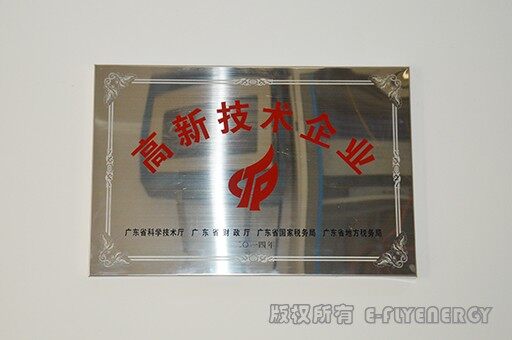 高新技术企业
广东省科学技术厅 广东省财政厅 广东省国家税务局 广东省地方税务局
二〇一四年
版权所有 E-FLYENERGY